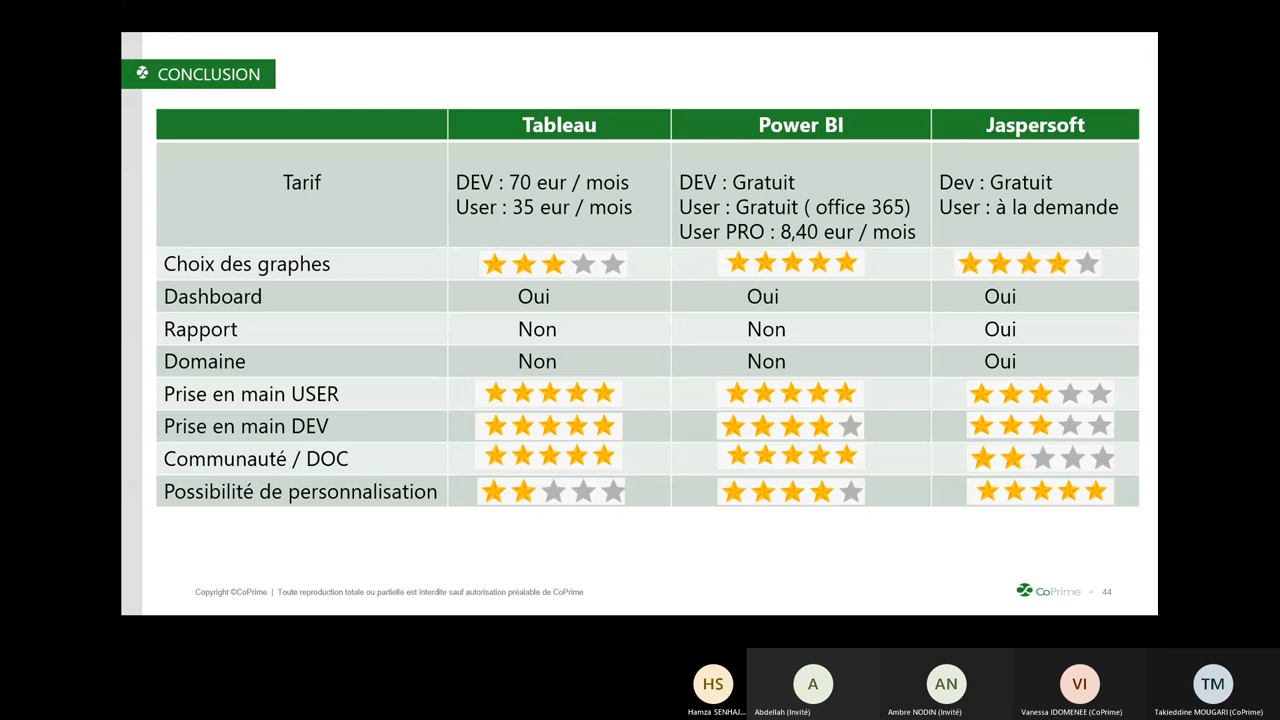 CONCLUSION
Tableau Power BI Jaspersoft
Tarif
DEV : 70 eur / mois
User : 35 eur / mois
DEV : Gratuit
User : Gratuit ( office 365)
User PRO : 8,40 eur / mois
Dev : Gratuit
User : à la demande
Choix des graphes
Dashboard Oui Oui Oui
Rapport Non Non Oui
Domaine Non Non Oui
Prise en main USER
Prise en main DEV
Communauté / DOC
Possibilité de personnalisation
Copyright ©CoPrime | Toute reproduction totale ou partielle est interdite sauf autorisation préalable de CoPrime
CoPrime 44
HS A AN VI TM
Hamza SENHAJ... Abdellah (Invité) Ambre NODIN (Invité) Vanessa IDOMENEE (CoPrime) Takieddine MOUGARI (CoPrime)